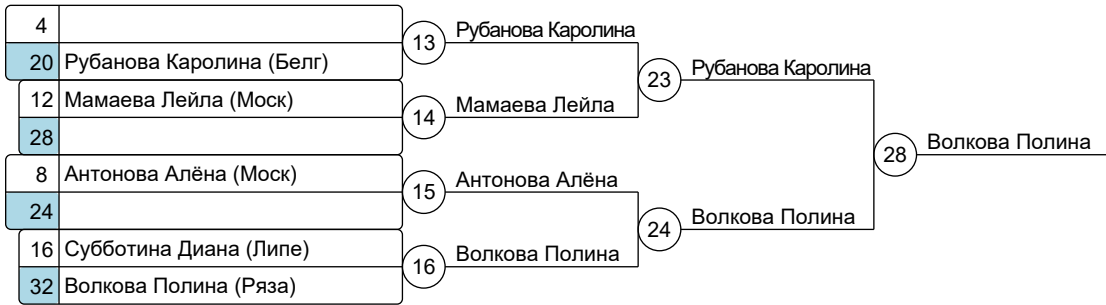 4
13
Рубанова Каролина
20 Рубанова Каролина (Белг)
23
Рубанова Каролина
12 Мамаева Лейла (Моск)
14
Мамаева Лейла
28
28
Волкова Полина
8 Антонова Алёна (Моск)
15
Антонова Алёна
24
24
Волкова Полина
16 Субботина Диана (Липе)
16
Волкова Полина
32 Волкова Полина (Ряза)